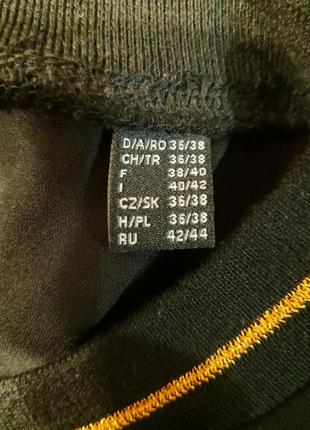 D/A/RO 36/38
CH/TR 36/38
F 38/40
I 40/42
CZ/SK 36/38
H/PL 36/38
RU 42/44